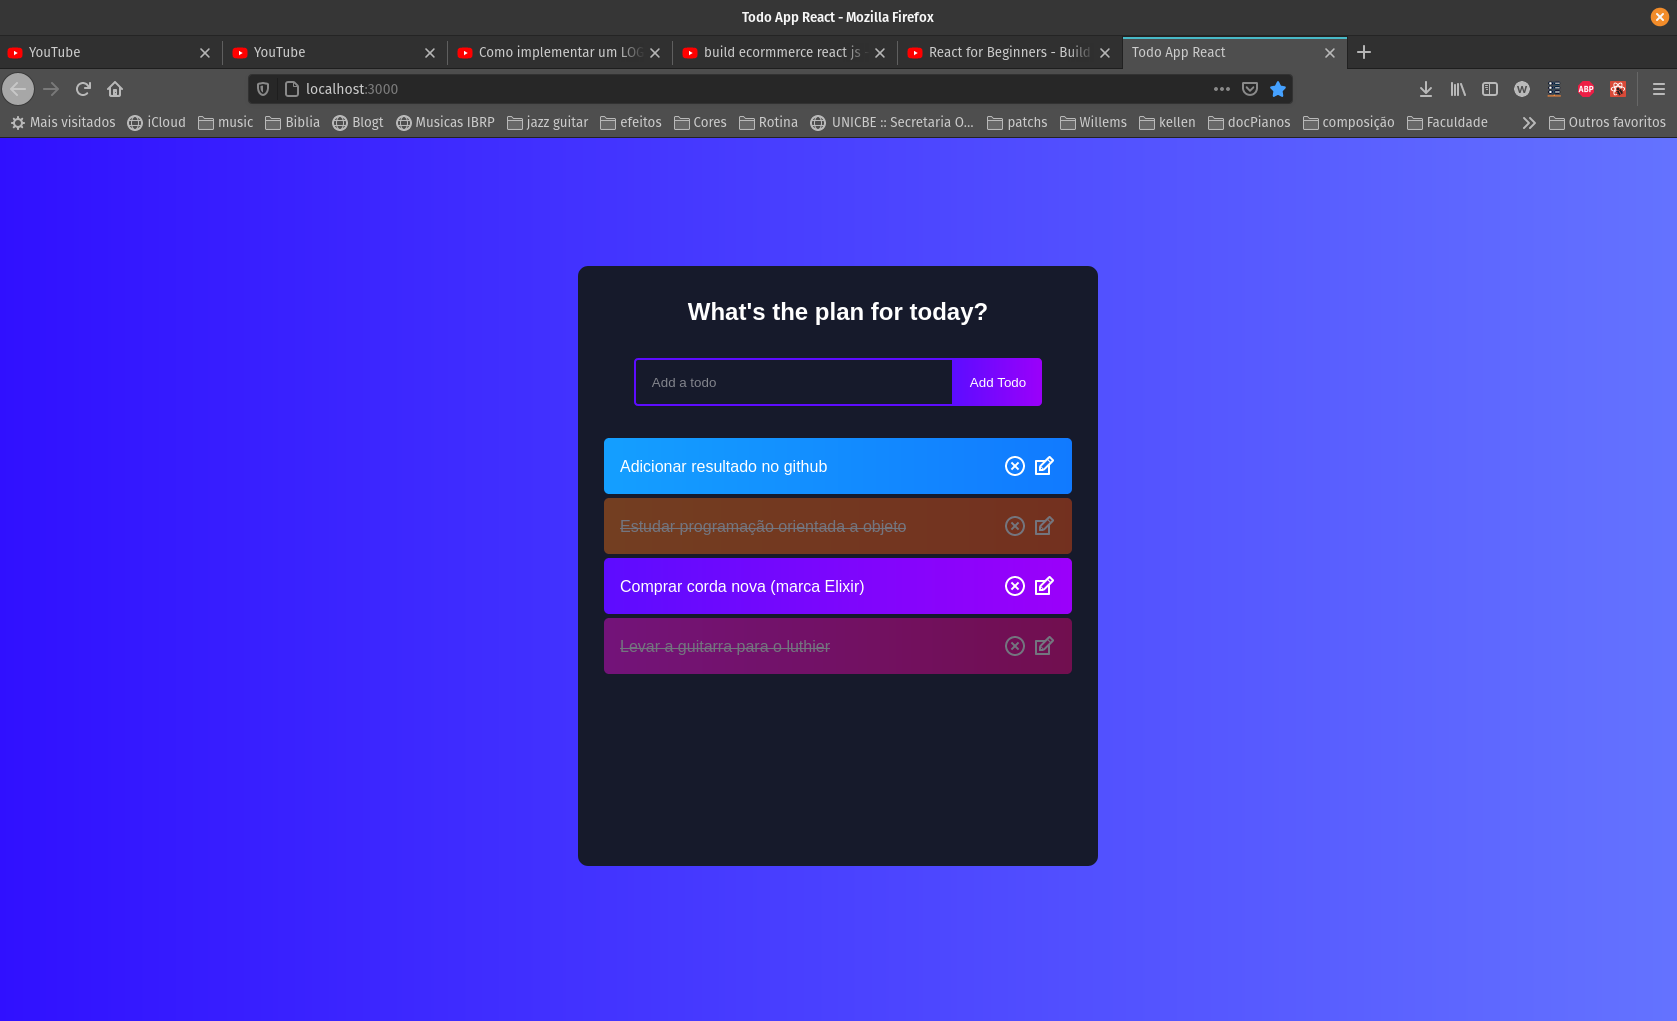 Todo App React - Mozilla Firefox
YouTube
YouTube
Como implementar um LOG
build ecormmerce react js -
React for Beginners - Build
Todo App React
localhost:3000
W
ABP
Mais visitados
iCloud
music
Biblia
Blogt
Musicas IBRP
jazz guitar
efeitos
Cores
Rotina
UNICBE :: Secretaria O...
patchs
Willems
kellen
docPianos
composição
Faculdade
Outros favoritos
What's the plan for today?
Add a todo
Add Todo
Adicionar resultado no github
Estudar programação orientada a objeto
Comprar corda nova (marca Elixir)
Levar a guitarra para o luthier